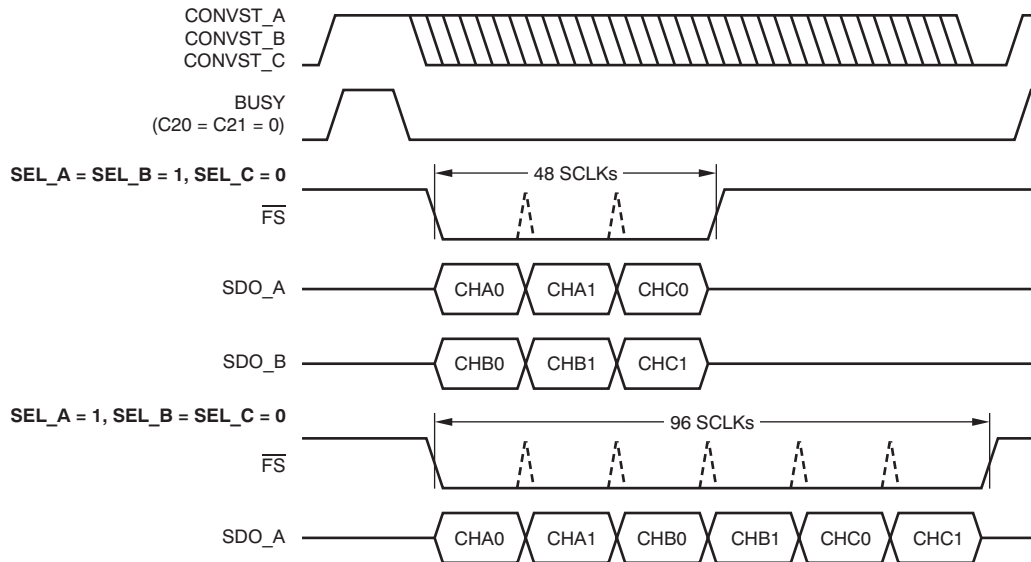 CONVST_A
CONVST_B
CONVST_C
BUSY
(C20 = C21 = 0)
SEL_A = SEL_B = 1, SEL_C = 0
48 SCLKs
FS
SDO_A
CHA0 CHA1 CHC0
SDO_B
CHB0 CHB1 CHC1
SEL_A = 1, SEL_B = SEL_C = 0
96 SCLKs
FS
SDO_A
CHA0 CHA1 CHB0 CHB1 CHC0 CHC1